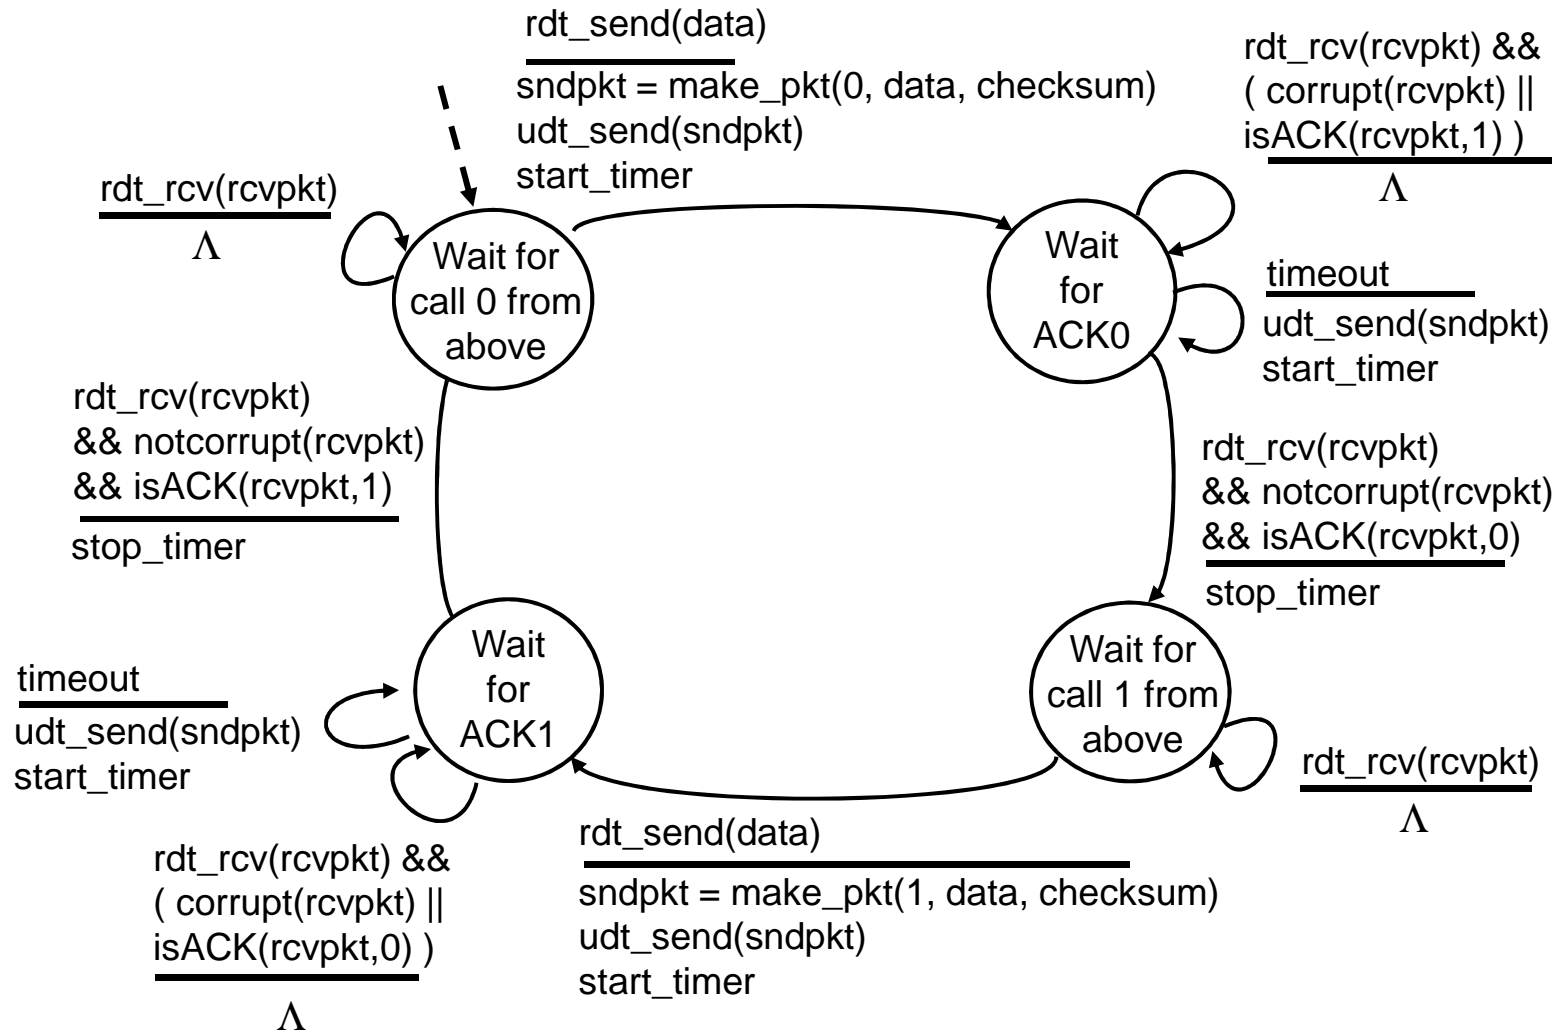 rdt_send(data)
sndpkt = make_pkt(0, data, checksum)
udt_send(sndpkt)
start_timer
rdt_rcv(rcvpkt) &&
( corrupt(rcvpkt) ||
isACK(rcvpkt,1) )
Λ
rdt_rcv(rcvpkt)
Λ
Wait for
call 0 from
above
Wait
for
ACK0
timeout
udt_send(sndpkt)
start_timer
rdt_rcv(rcvpkt)
&& notcorrupt(rcvpkt)
&& isACK(rcvpkt,1)
stop_timer
rdt_rcv(rcvpkt)
&& notcorrupt(rcvpkt)
&& isACK(rcvpkt,0)
stop_timer
timeout
udt_send(sndpkt)
start_timer
Wait
for
ACK1
Wait for
call 1 from
above
rdt_rcv(rcvpkt)
Λ
rdt_rcv(rcvpkt) &&
( corrupt(rcvpkt) ||
isACK(rcvpkt,0) )
Λ
rdt_send(data)
sndpkt = make_pkt(1, data, checksum)
udt_send(sndpkt)
start_timer